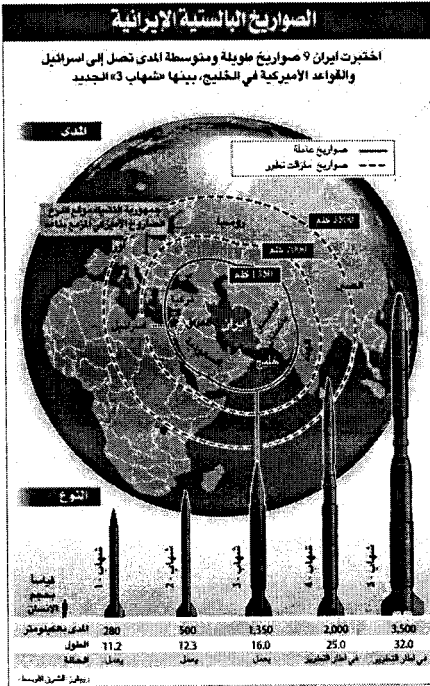 الصواريخ البالستية الإيرانية
اختبرت ايران 9 صواريخ طويلة ومتوسطة المدى تصل إلى اسرائيل
والقواعد الأميركية في الخليج، بينها «شهاب 3» الجديد
المدى
صواريخ عاملة
صواريخ مازالت تطور
روسيا
الصين
ايران
الخليج
النوع
شهاب - 1
شهاب - 2
شهاب - 3
شهاب - 4
شهاب - 5
قياسا
بحجم
الانسان
المدى بالكيلومتر 280 500 1,350 2,000 3,500
الطول 11.2 12.3 16.0 25.0 32.0
الحالة يعمل يعمل يعمل في اطار التطوير في اطار التطوير
رويترز - الشرق الأوسط